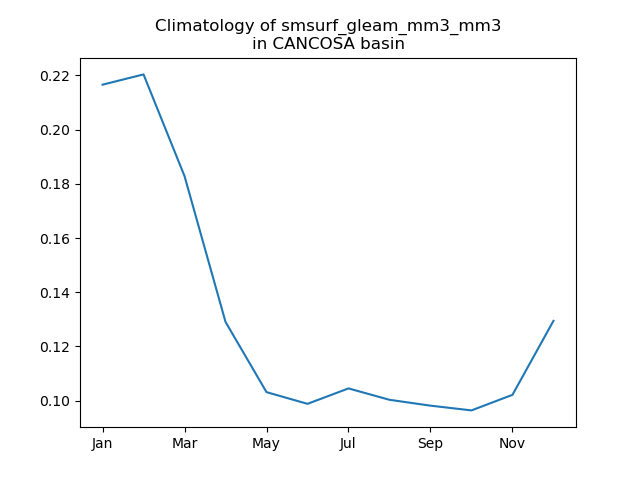 Climatology of smsurf_gleam_mm3_mm3
in CANCOSA basin
0.22
0.20
0.18
0.16
0.14
0.12
0.10
Jan Mar May Jul Sep Nov